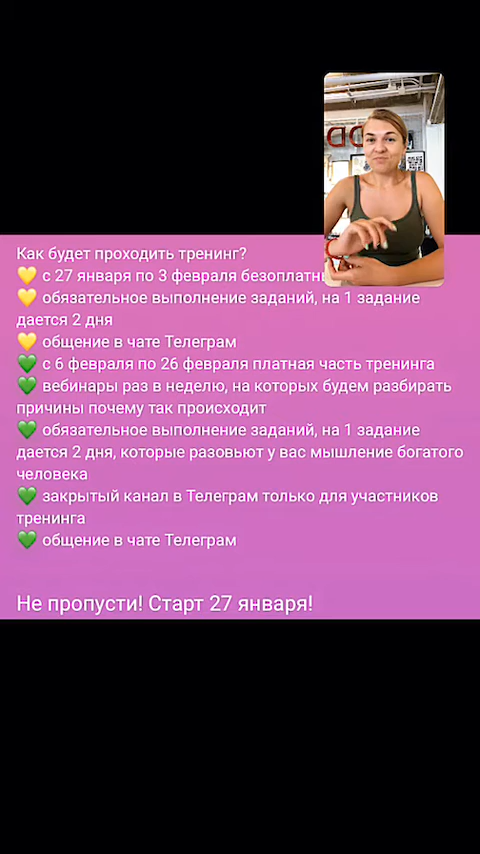 Как будет проходить тренинг?
💛 с 27 января по 3 февраля
💛 обязательное выполнение заданий, на 1 задание
дается 2 дня
💛 общение в чате Телеграм
💚 с 6 февраля по 26 февраля платная часть тренинга
💚 вебинары раз в неделю, на которых будем разбирать
причины почему так происходит
💚 обязательное выполнение заданий, на 1 задание
дается 2 дня, которые разовьют у вас мышление богатого
человека
💚 закрытый канал в Телеграм только для участников
тренинга
💚 общение в чате Телеграм
Не пропусти! Старт 27 января!